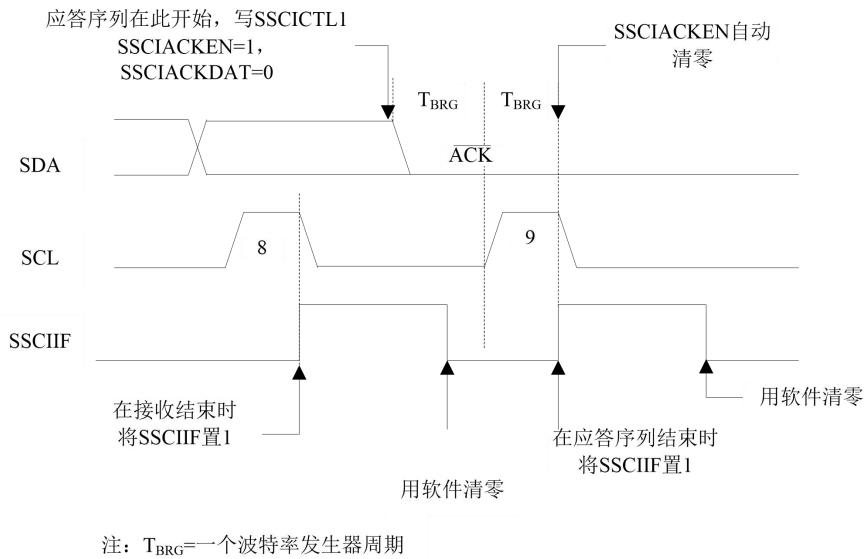 应答序列在此开始，写SSCICTL1
SSCIACKEN=1，
SSCIACKDAT=0
SSCIACKEN自动
清零
TBRG
TBRG
SDA
ACK
SCL
8
9
SSCIIF
在接收结束时
将SSCIIF置1
用软件清零
在应答序列结束时
将SSCIIF置1
用软件清零
注：TBRG=一个波特率发生器周期